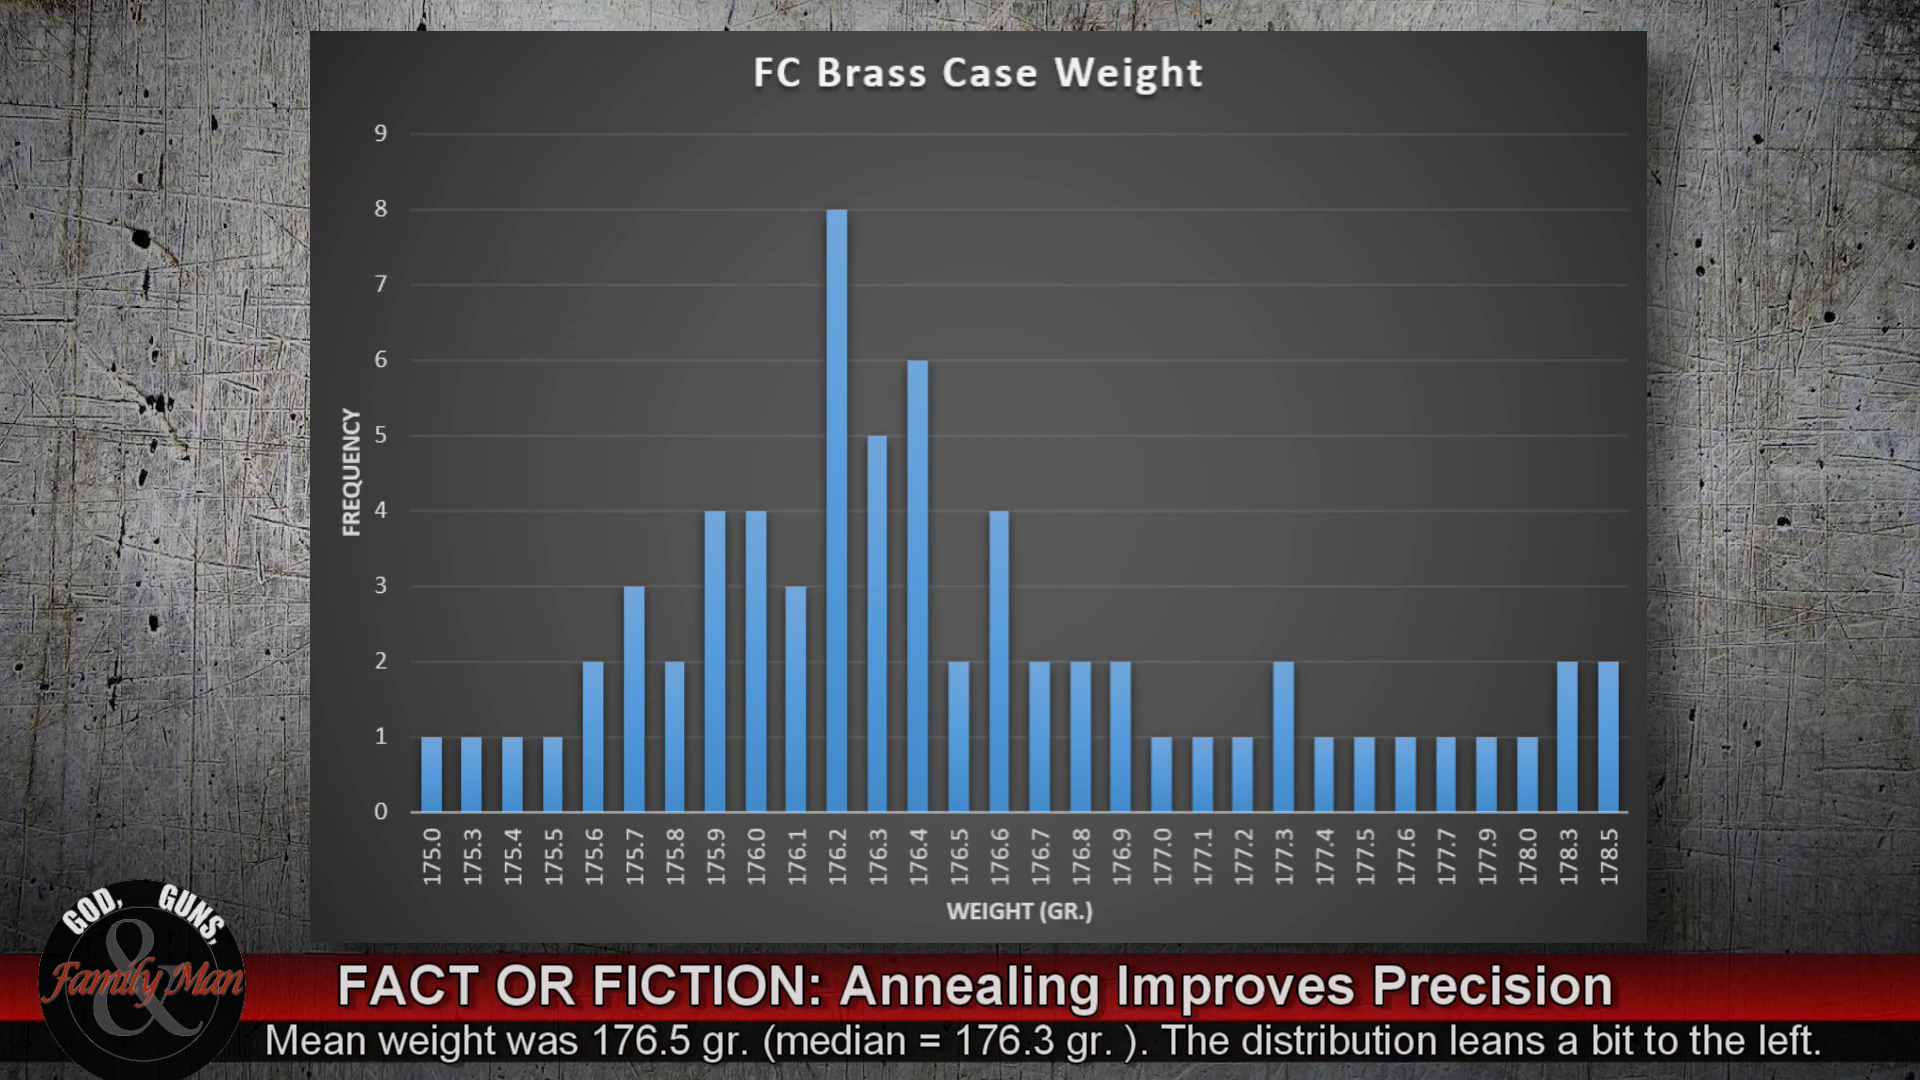 FC Brass Case Weight
9
8
7
6
5
4
3
2
1
0
FREQUENCY
175.0 175.3 175.4 175.5 175.6 175.7 175.8 175.9 176.0 176.1 176.2 176.3 176.4 176.5 176.6 176.7 176.8 176.9 177.0 177.1 177.2 177.3 177.4 177.5 177.6 177.7 177.9 178.0 178.3 178.5
WEIGHT (GR.)
GOD, GUNS,
&
Family Man
FACT OR FICTION: Annealing Improves Precision
Mean weight was 176.5 gr. (median = 176.3 gr. ). The distribution leans a bit to the left.